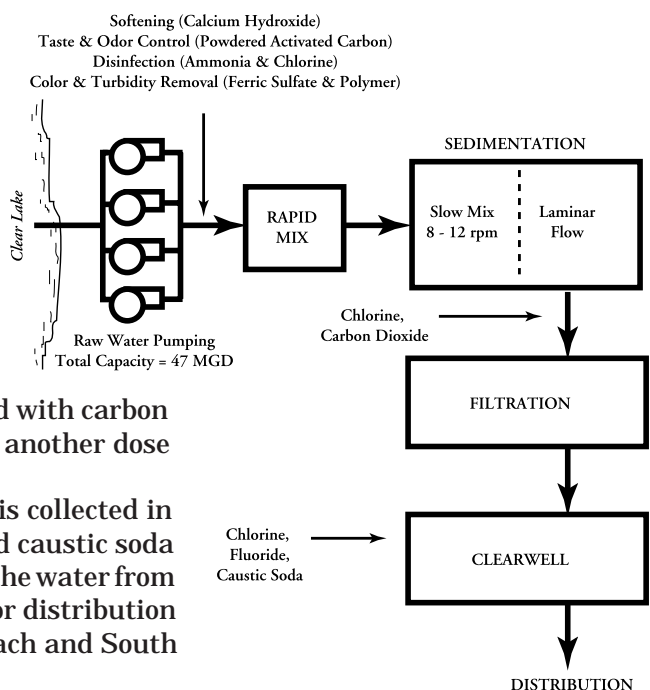 Softening (Calcium Hydroxide)
Taste & Odor Control (Powdered Activated Carbon)
Disinfection (Ammonia & Chlorine)
Color & Turbidity Removal (Ferric Sulfate & Polymer)
Clear Lake
Raw Water Pumping
Total Capacity = 47 MGD
RAPID
MIX
SEDIMENTATION
Slow Mix
8 - 12 rpm
Laminar
Flow
Chlorine,
Carbon Dioxide
FILTRATION
Chlorine,
Fluoride,
Caustic Soda
CLEARWELL
DISTRIBUTION
with carbon
another dose
is collected in
caustic soda
the water from
distribution
and South